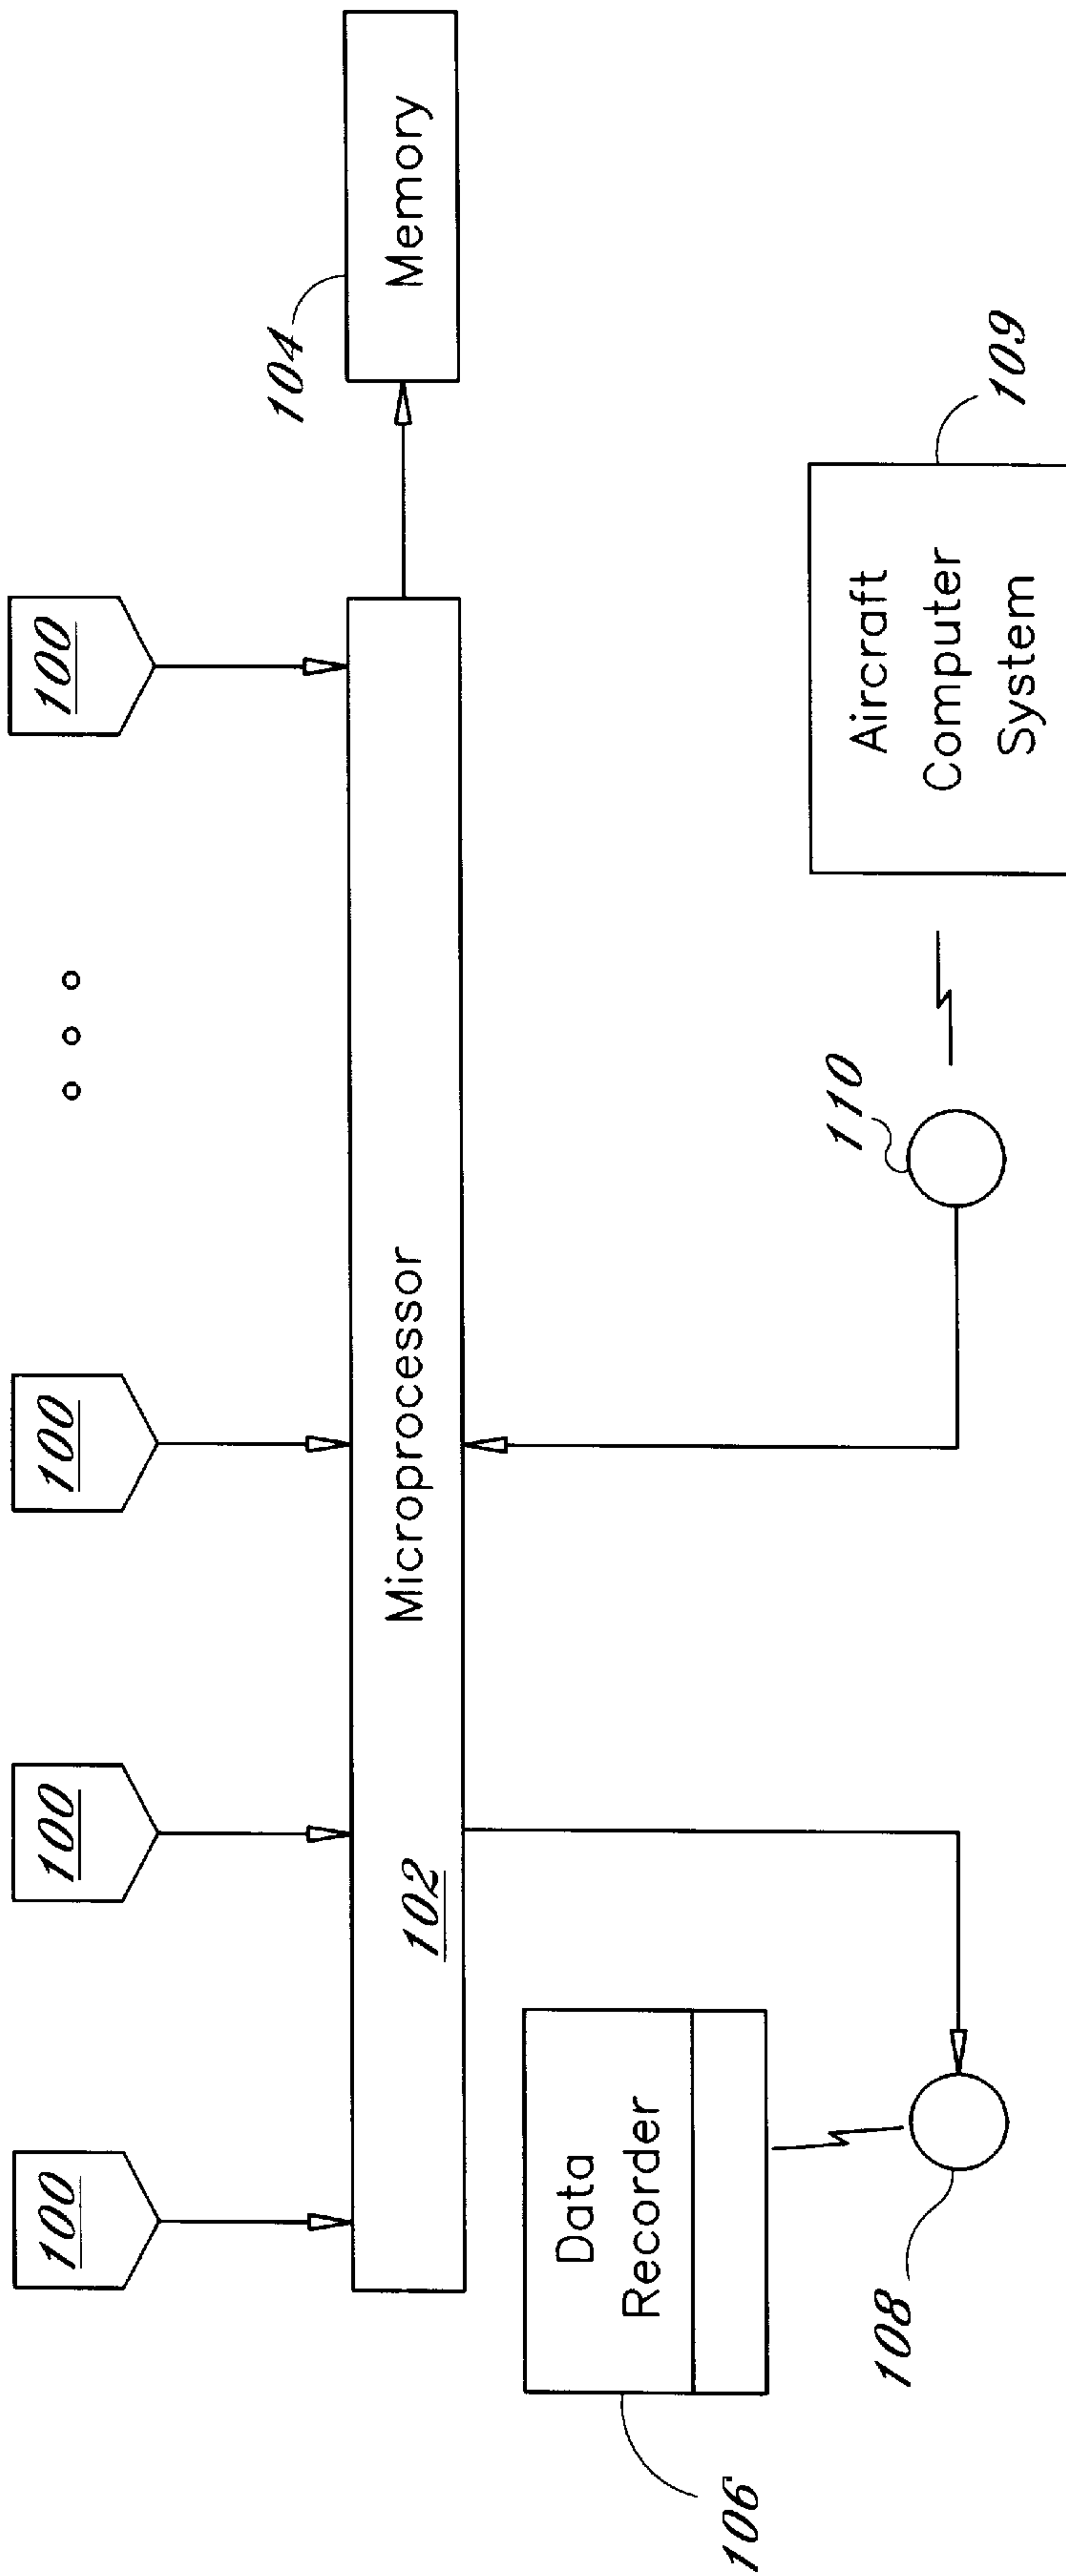 100
100
100
100
Microprocessor
102
Memory
104
Data
Recorder
106
108
110
Aircraft
Computer
System
109